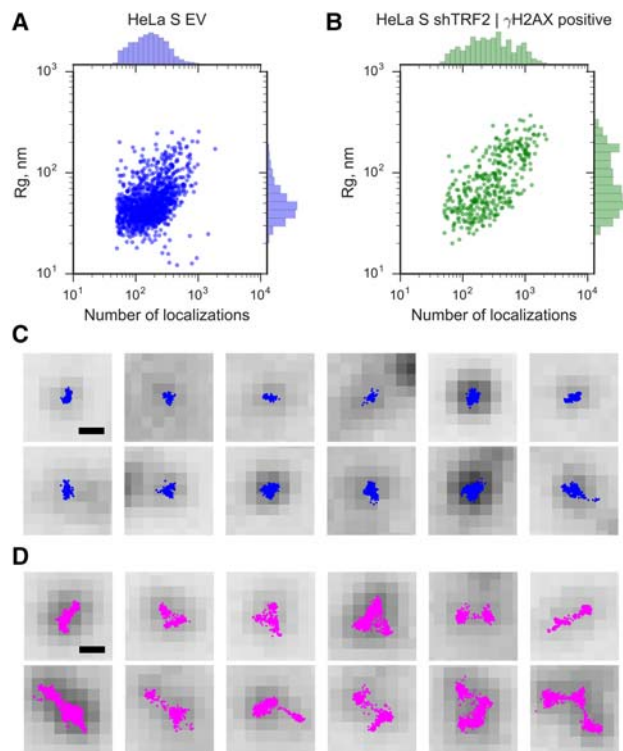 A
HeLa S EV
10³
10²
10¹
Rg, nm
10¹
10²
10³
10⁴
Number of localizations
B
HeLa S shTRF2 | γH2AX positive
10³
10²
10¹
Rg, nm
10¹
10²
10³
10⁴
Number of localizations
C
D